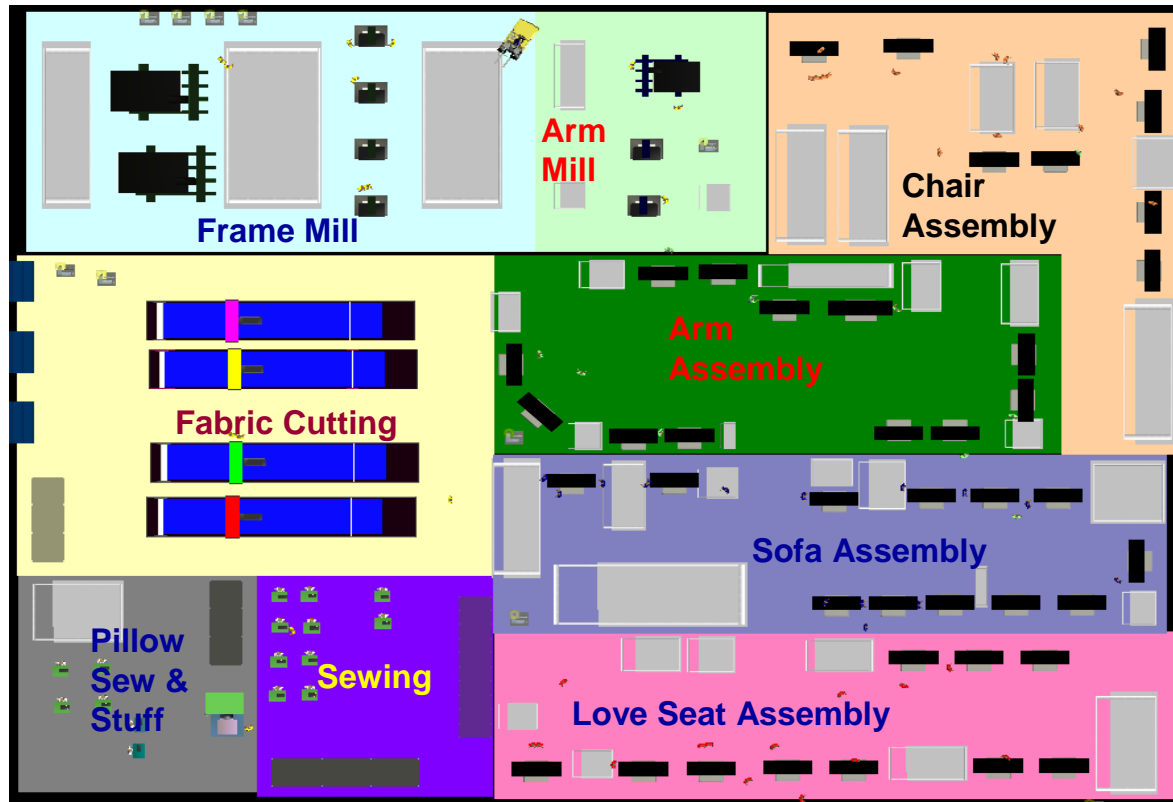 Arm
Mill
Frame Mill
Chair
Assembly
Arm
Assembly
Fabric Cutting
Sofa Assembly
Pillow
Sew &
Stuff
Sewing
Love Seat Assembly